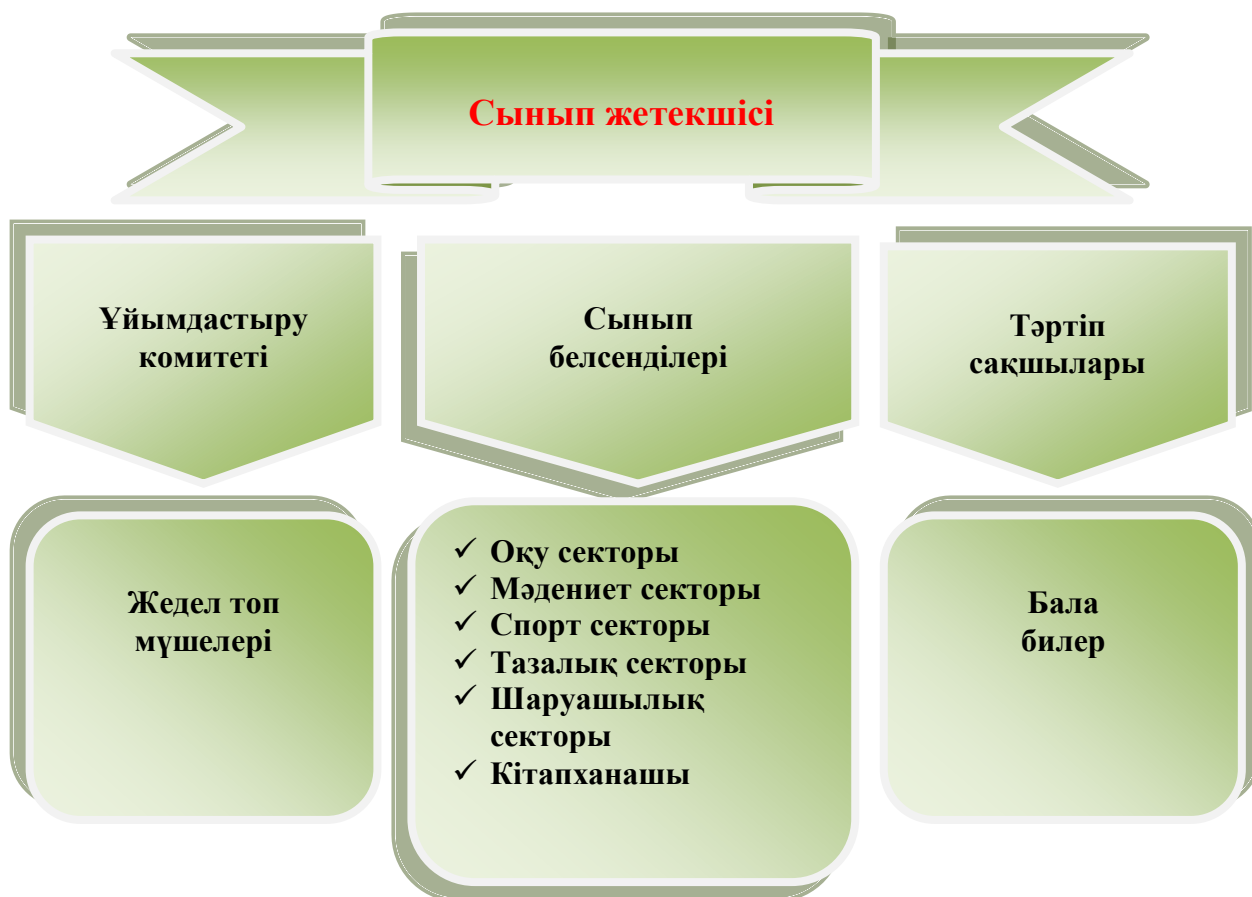 Сынып жетекшісі
Ұйымдастыру
комитеті
Сынып
белсенділері
Тәртіп
сақшылары
Жедел топ
мүшелері
✓ Оқу секторы
✓ Мәдениет секторы
✓ Спорт секторы
✓ Тазалық секторы
✓ Шаруашылық
секторы
✓ Кітапханашы
Бала
билер